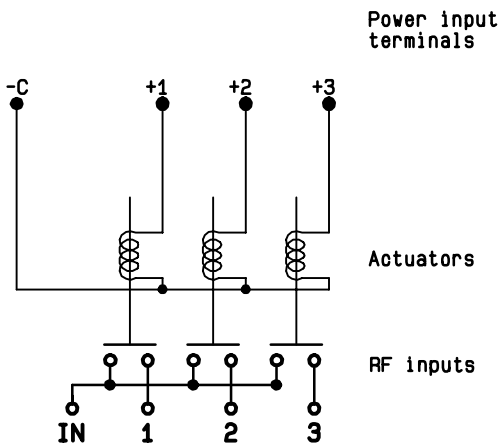 Power input
terminals
-C +1 +2 +3
Actuators
RF inputs
IN 1 2 3